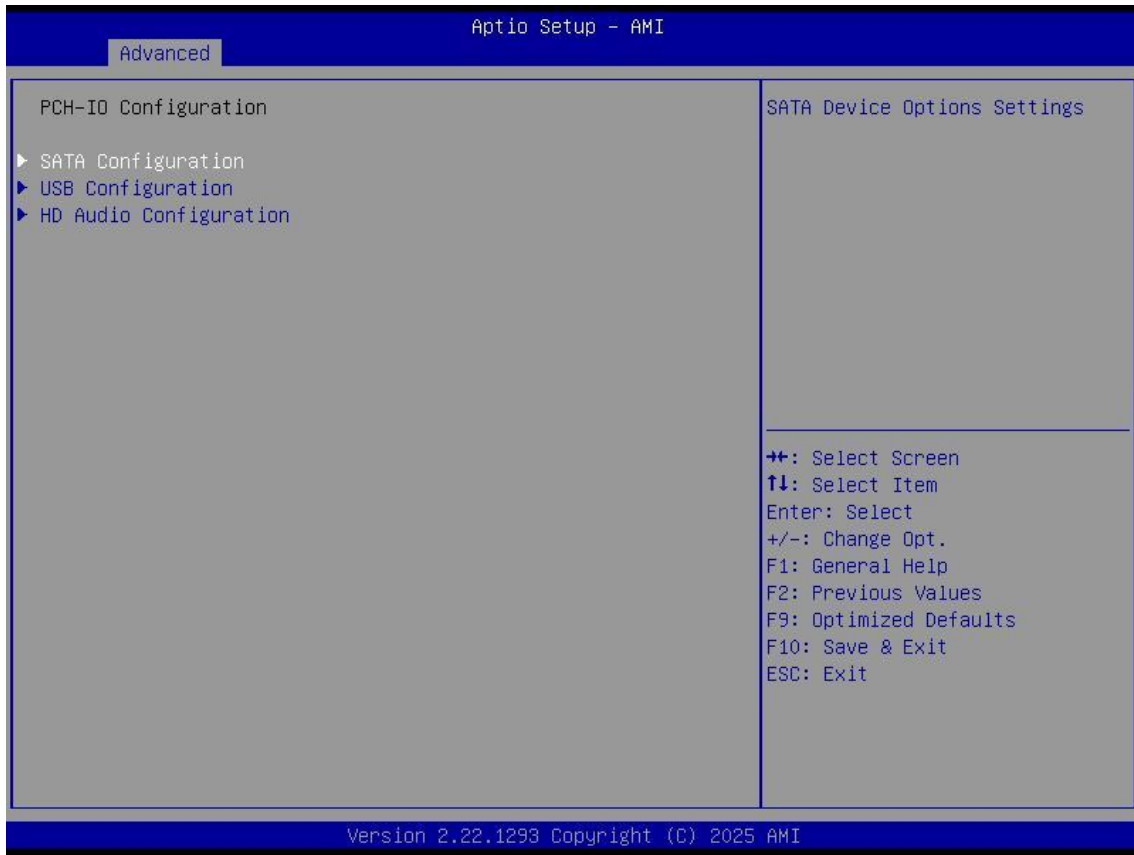 Aptio Setup - AMI
Advanced
PCH-IO Configuration
SATA Configuration
USB Configuration
HD Audio Configuration
SATA Device Options Settings
→←: Select Screen
↑↓: Select Item
Enter: Select
+/-: Change Opt.
F1: General Help
F2: Previous Values
F9: Optimized Defaults
F10: Save & Exit
ESC: Exit
Version 2.22.1293 Copyright (C) 2025 AMI